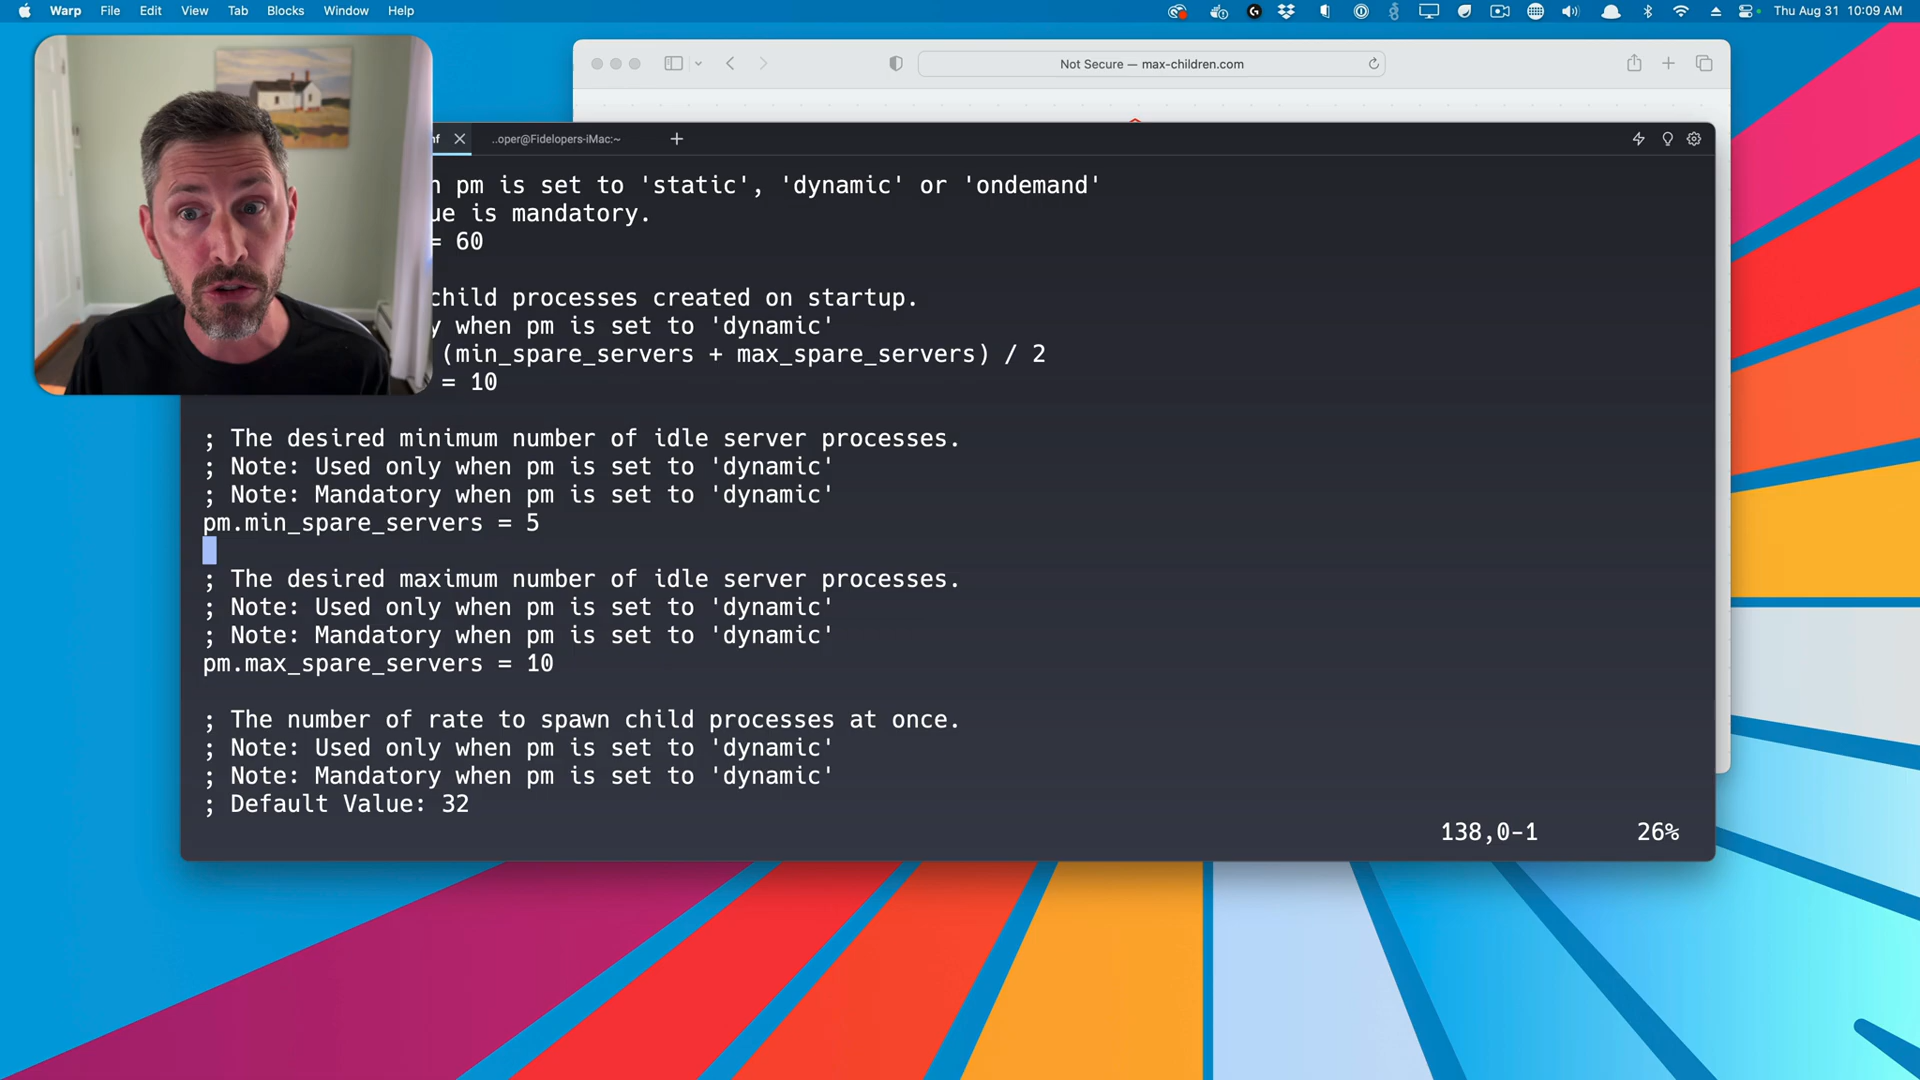 Warp File Edit View Tab Blocks Window Help
Thu Aug 31 10:09 AM
Not Secure — max-children.com
nf
..oper@Fidelopers-iMac:~
pm is set to 'static', 'dynamic' or 'ondemand'
ue is mandatory.
= 60
child processes created on startup.
y when pm is set to 'dynamic'
(min_spare_servers + max_spare_servers) / 2
= 10
; The desired minimum number of idle server processes.
; Note: Used only when pm is set to 'dynamic'
; Note: Mandatory when pm is set to 'dynamic'
pm.min_spare_servers = 5
; The desired maximum number of idle server processes.
; Note: Used only when pm is set to 'dynamic'
; Note: Mandatory when pm is set to 'dynamic'
pm.max_spare_servers = 10
; The number of rate to spawn child processes at once.
; Note: Used only when pm is set to 'dynamic'
; Note: Mandatory when pm is set to 'dynamic'
; Default Value: 32
138,0-1 26%